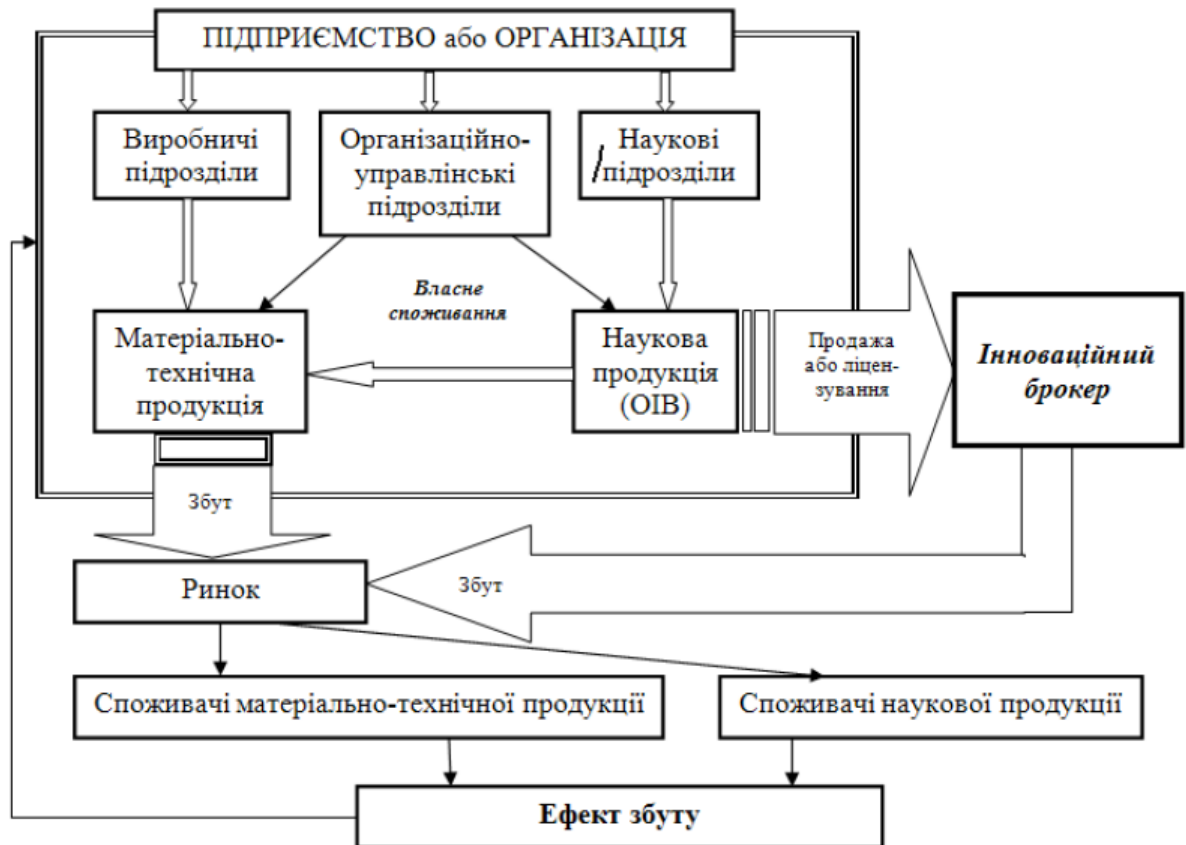 ПІДПРИЄМСТВО або ОРГАНІЗАЦІЯ
Виробничі
підрозділи
Організаційно-
управлінські
підрозділи
Наукові
/підрозділи
Власне
споживання
Матеріально-
технічна
продукція
Наукова
продукція
(ОІВ)
Продажа
або ліцен-
зування
Інноваційний
брокер
Збут
Ринок
Збут
Споживачі матеріально-технічної продукції
Споживачі наукової продукції
Ефект збуту